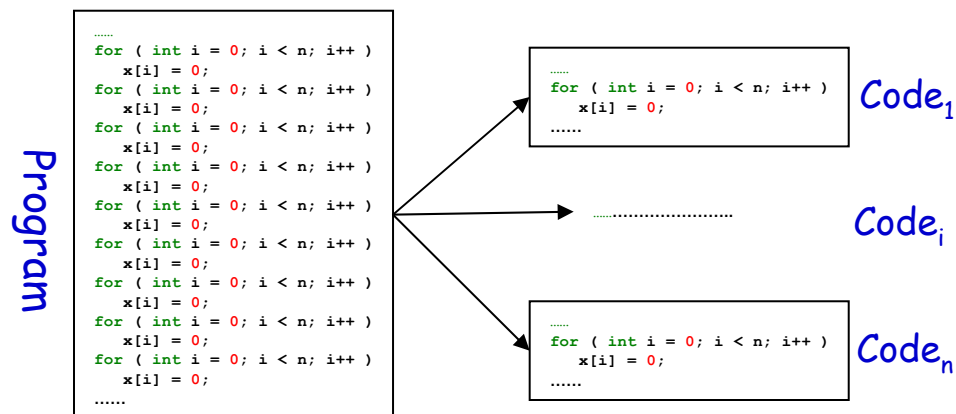 Program
......
for ( int i = 0; i < n; i++ )
x[i] = 0;
for ( int i = 0; i < n; i++ )
x[i] = 0;
for ( int i = 0; i < n; i++ )
x[i] = 0;
for ( int i = 0; i < n; i++ )
x[i] = 0;
for ( int i = 0; i < n; i++ )
x[i] = 0;
for ( int i = 0; i < n; i++ )
x[i] = 0;
for ( int i = 0; i < n; i++ )
x[i] = 0;
for ( int i = 0; i < n; i++ )
x[i] = 0;
for ( int i = 0; i < n; i++ )
x[i] = 0;
......
......
for ( int i = 0; i < n; i++ )
x[i] = 0;
......
Code1
.............................
Codei
......
for ( int i = 0; i < n; i++ )
x[i] = 0;
......
Coden